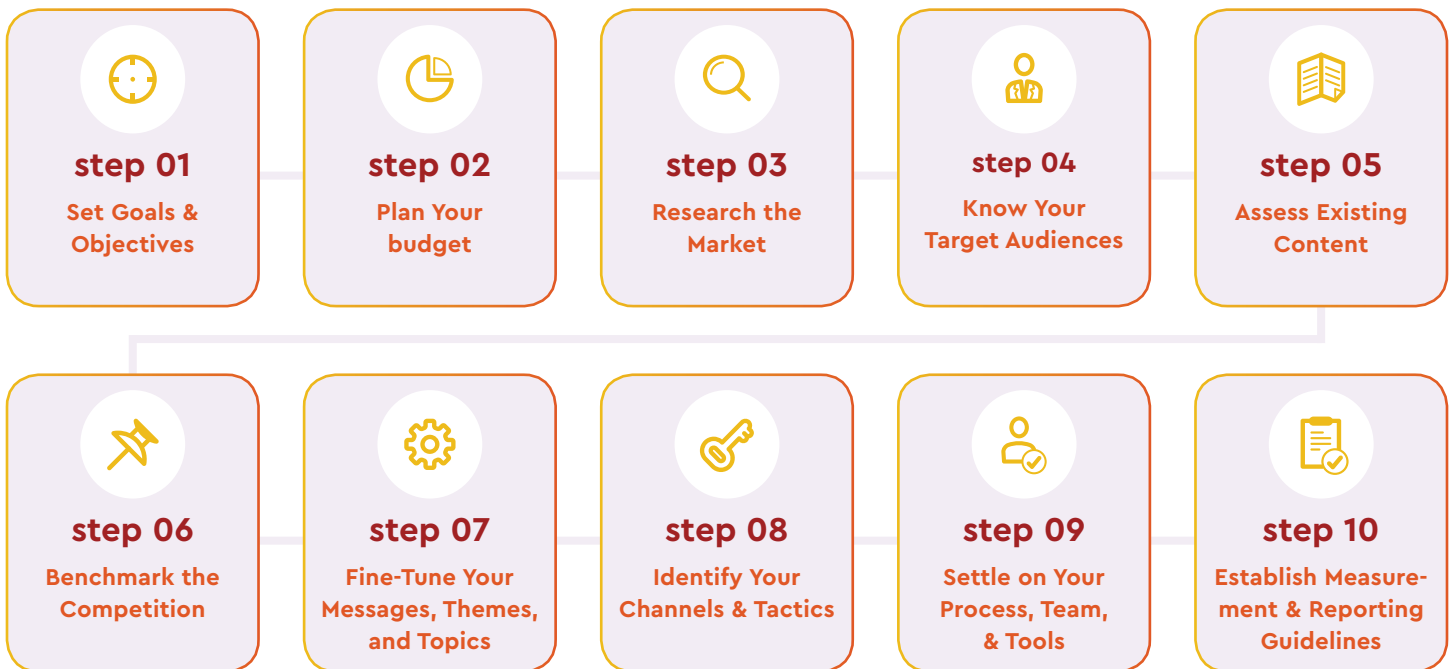 step 01
Set Goals &
Objectives
step 02
Plan Your
budget
step 03
Research the
Market
step 04
Know Your
Target Audiences
step 05
Assess Existing
Content
step 06
Benchmark the
Competition
step 07
Fine-Tune Your
Messages, Themes,
and Topics
step 08
Identify Your
Channels & Tactics
step 09
Settle on Your
Process, Team,
& Tools
step 10
Establish Measure-
ment & Reporting
Guidelines